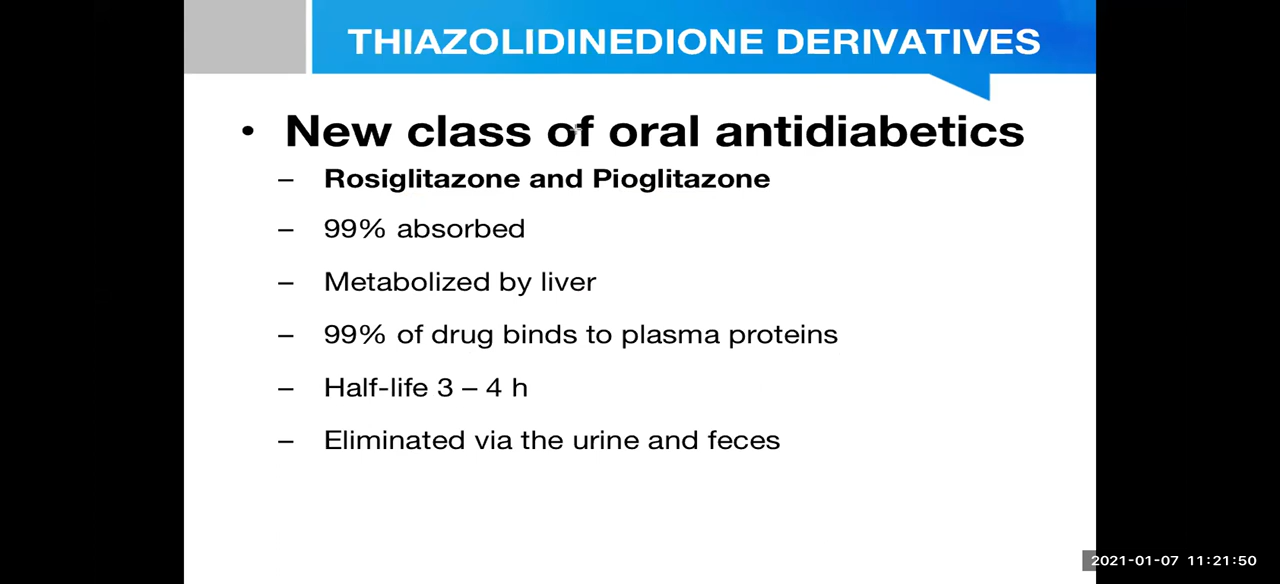 THIAZOLIDINEDIONE DERIVATIVES
• New class of oral antidiabetics
– Rosiglitazone and Pioglitazone
– 99% absorbed
– Metabolized by liver
– 99% of drug binds to plasma proteins
– Half-life 3 – 4 h
– Eliminated via the urine and feces
2021-01-07 11:21:50